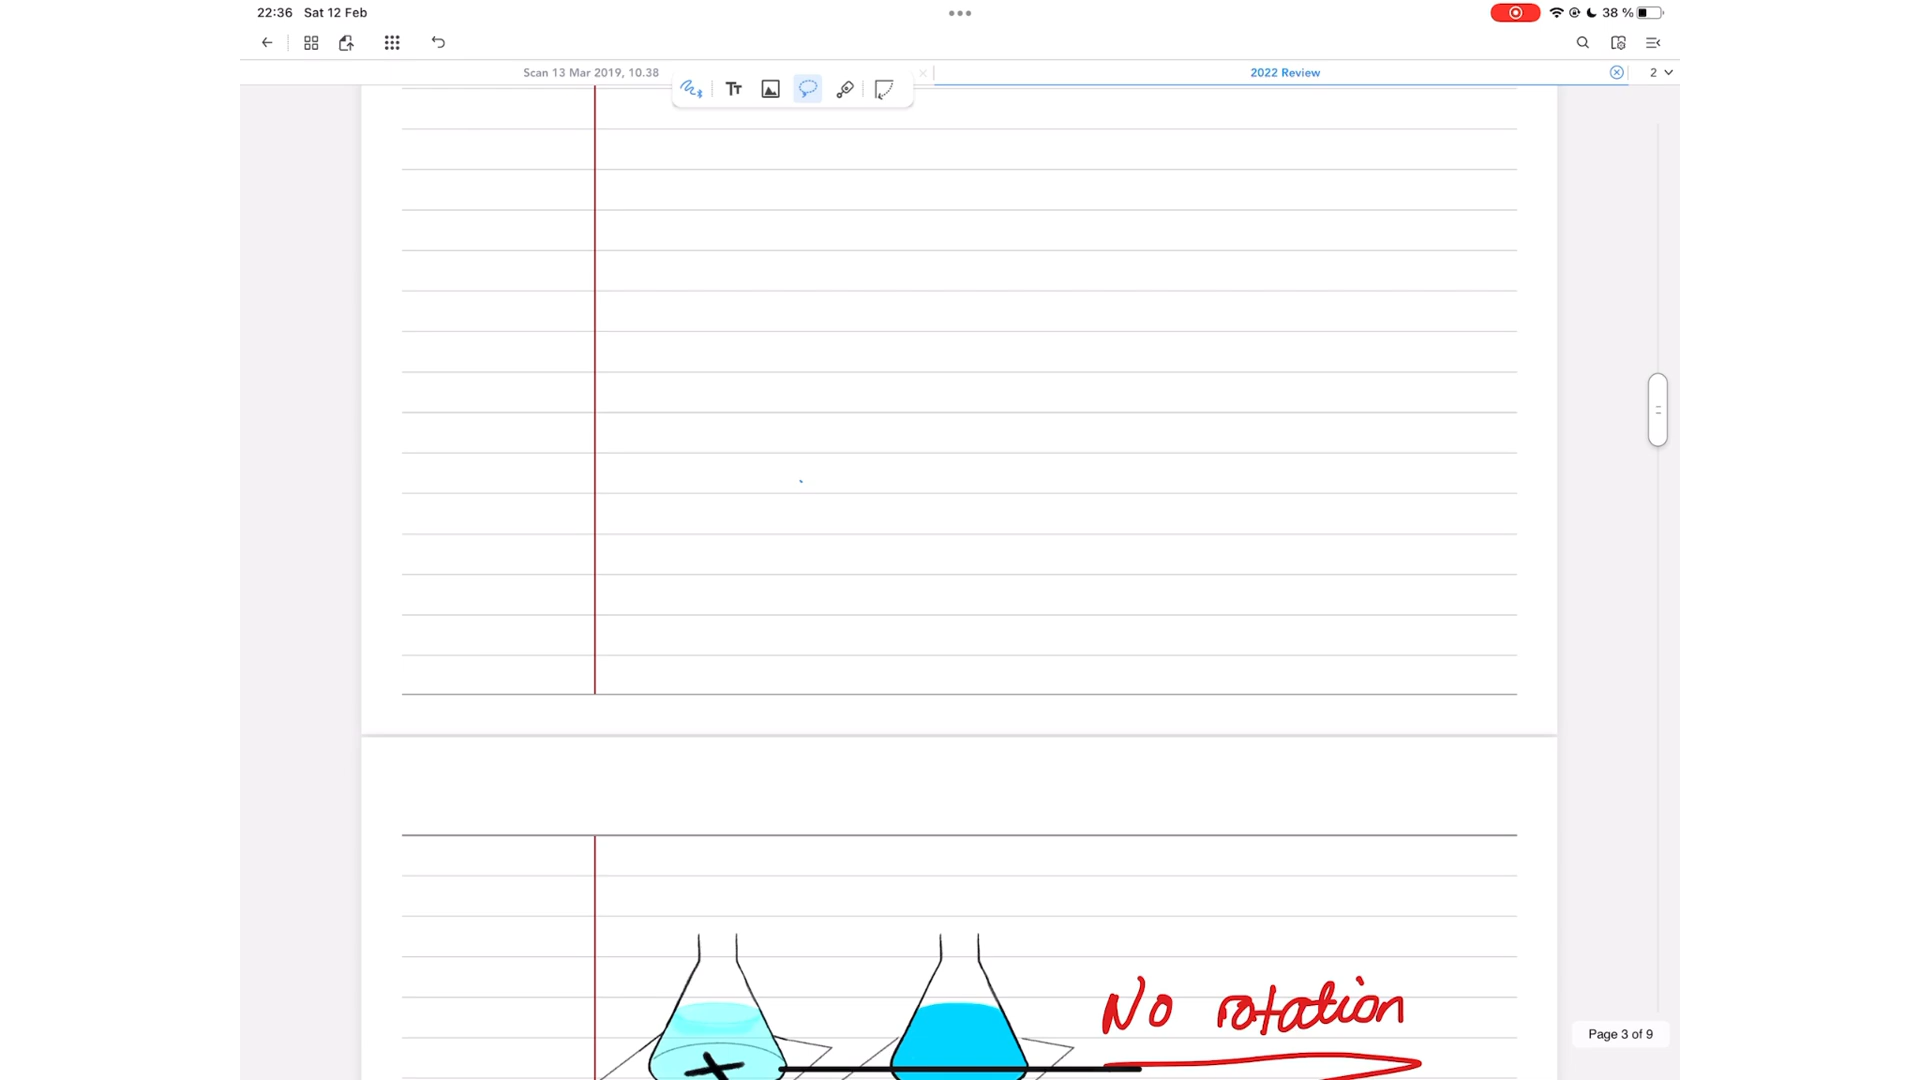 22:36 Sat 12 Feb
38 %
Scan 13 Mar 2019, 10.38
Tт
2022 Review
2
No rotation
Page 3 of 9